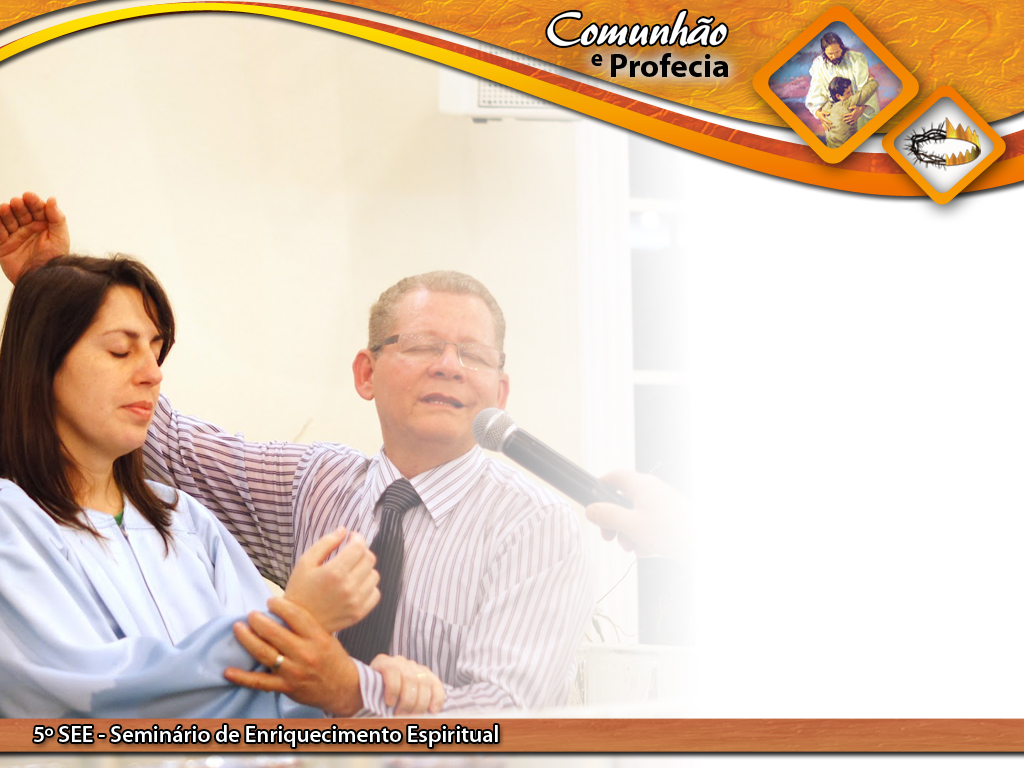 Comunhão
e Profecia
5º SEE - Seminário de Enriquecimento Espiritual